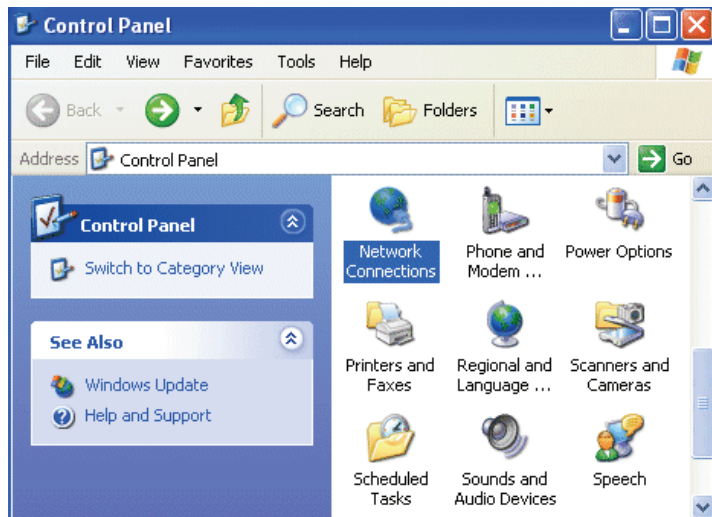 Control Panel
File Edit View Favorites Tools Help
Back Search Folders
Address Control Panel Go
Control Panel
Switch to Category View
See Also
Windows Update
Help and Support
Network
Connections
Phone and
Modem ...
Power Options
Printers and
Faxes
Regional and
Language ...
Scanners and
Cameras
Scheduled
Tasks
Sounds and
Audio Devices
Speech